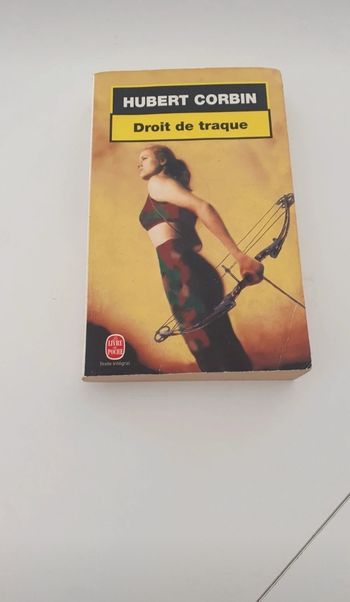 HUBERT CORBIN
Droit de traque
LE LIVRE
DE POCHE
Texte intégral